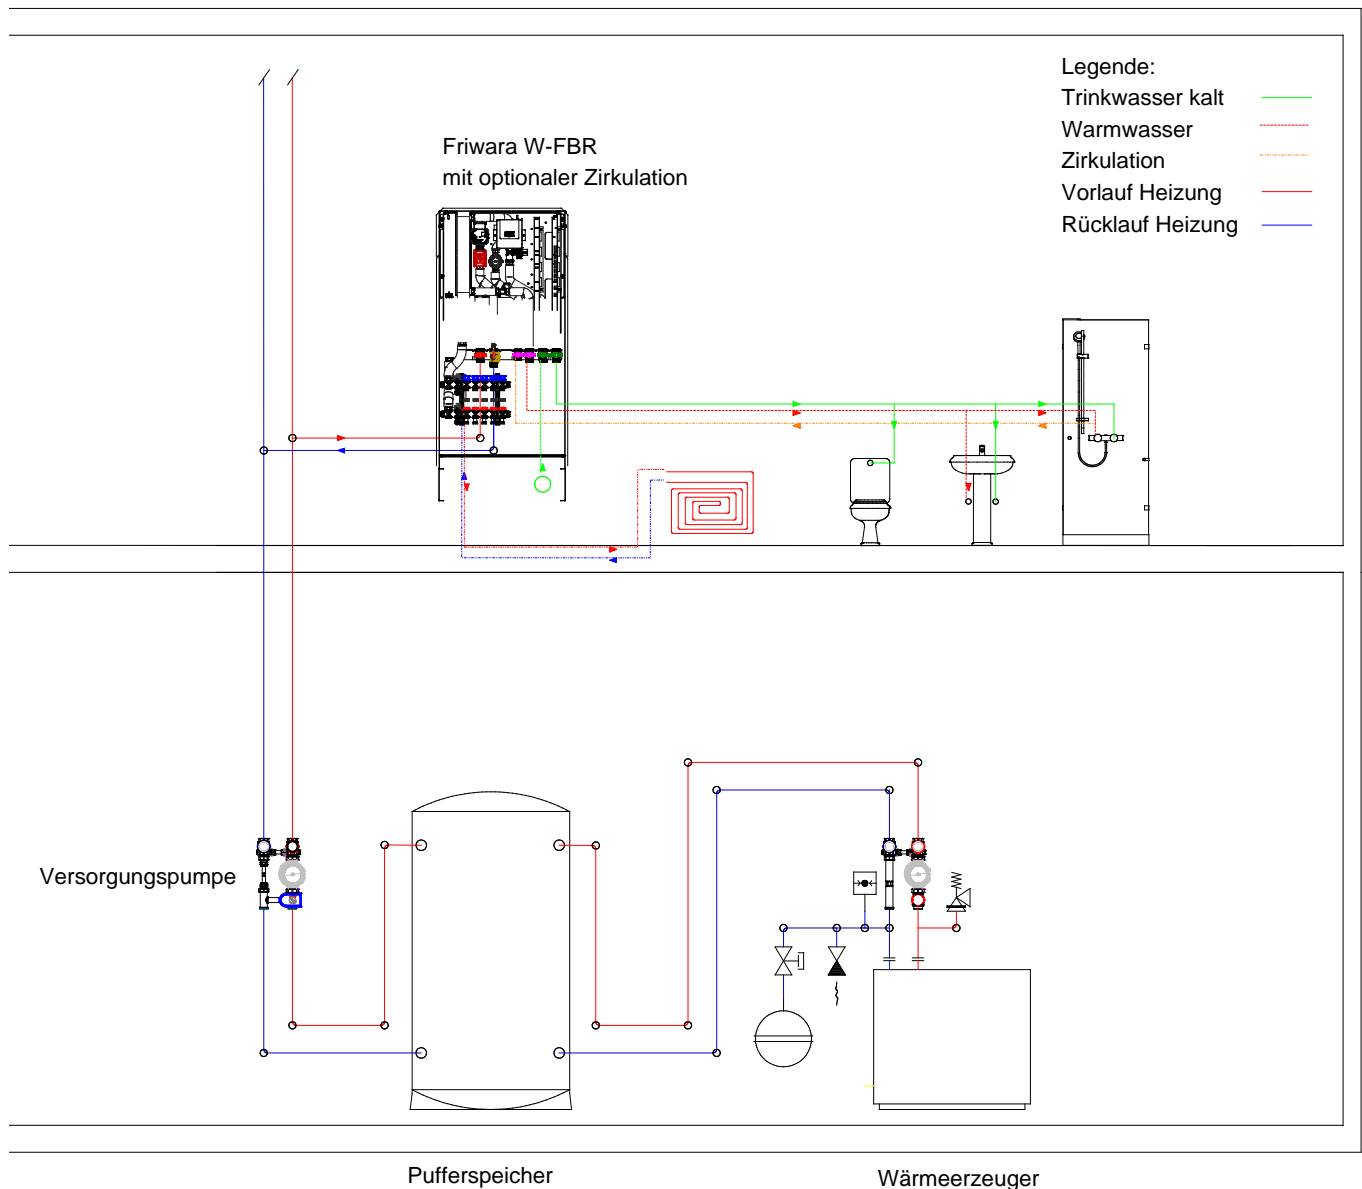 Legende:
Trinkwasser kalt
Warmwasser
Zirkulation
Vorlauf Heizung
Rücklauf Heizung
Friwara W-FBR
mit optionaler Zirkulation
Versorgungspumpe
Pufferspeicher
Wärmeerzeuger